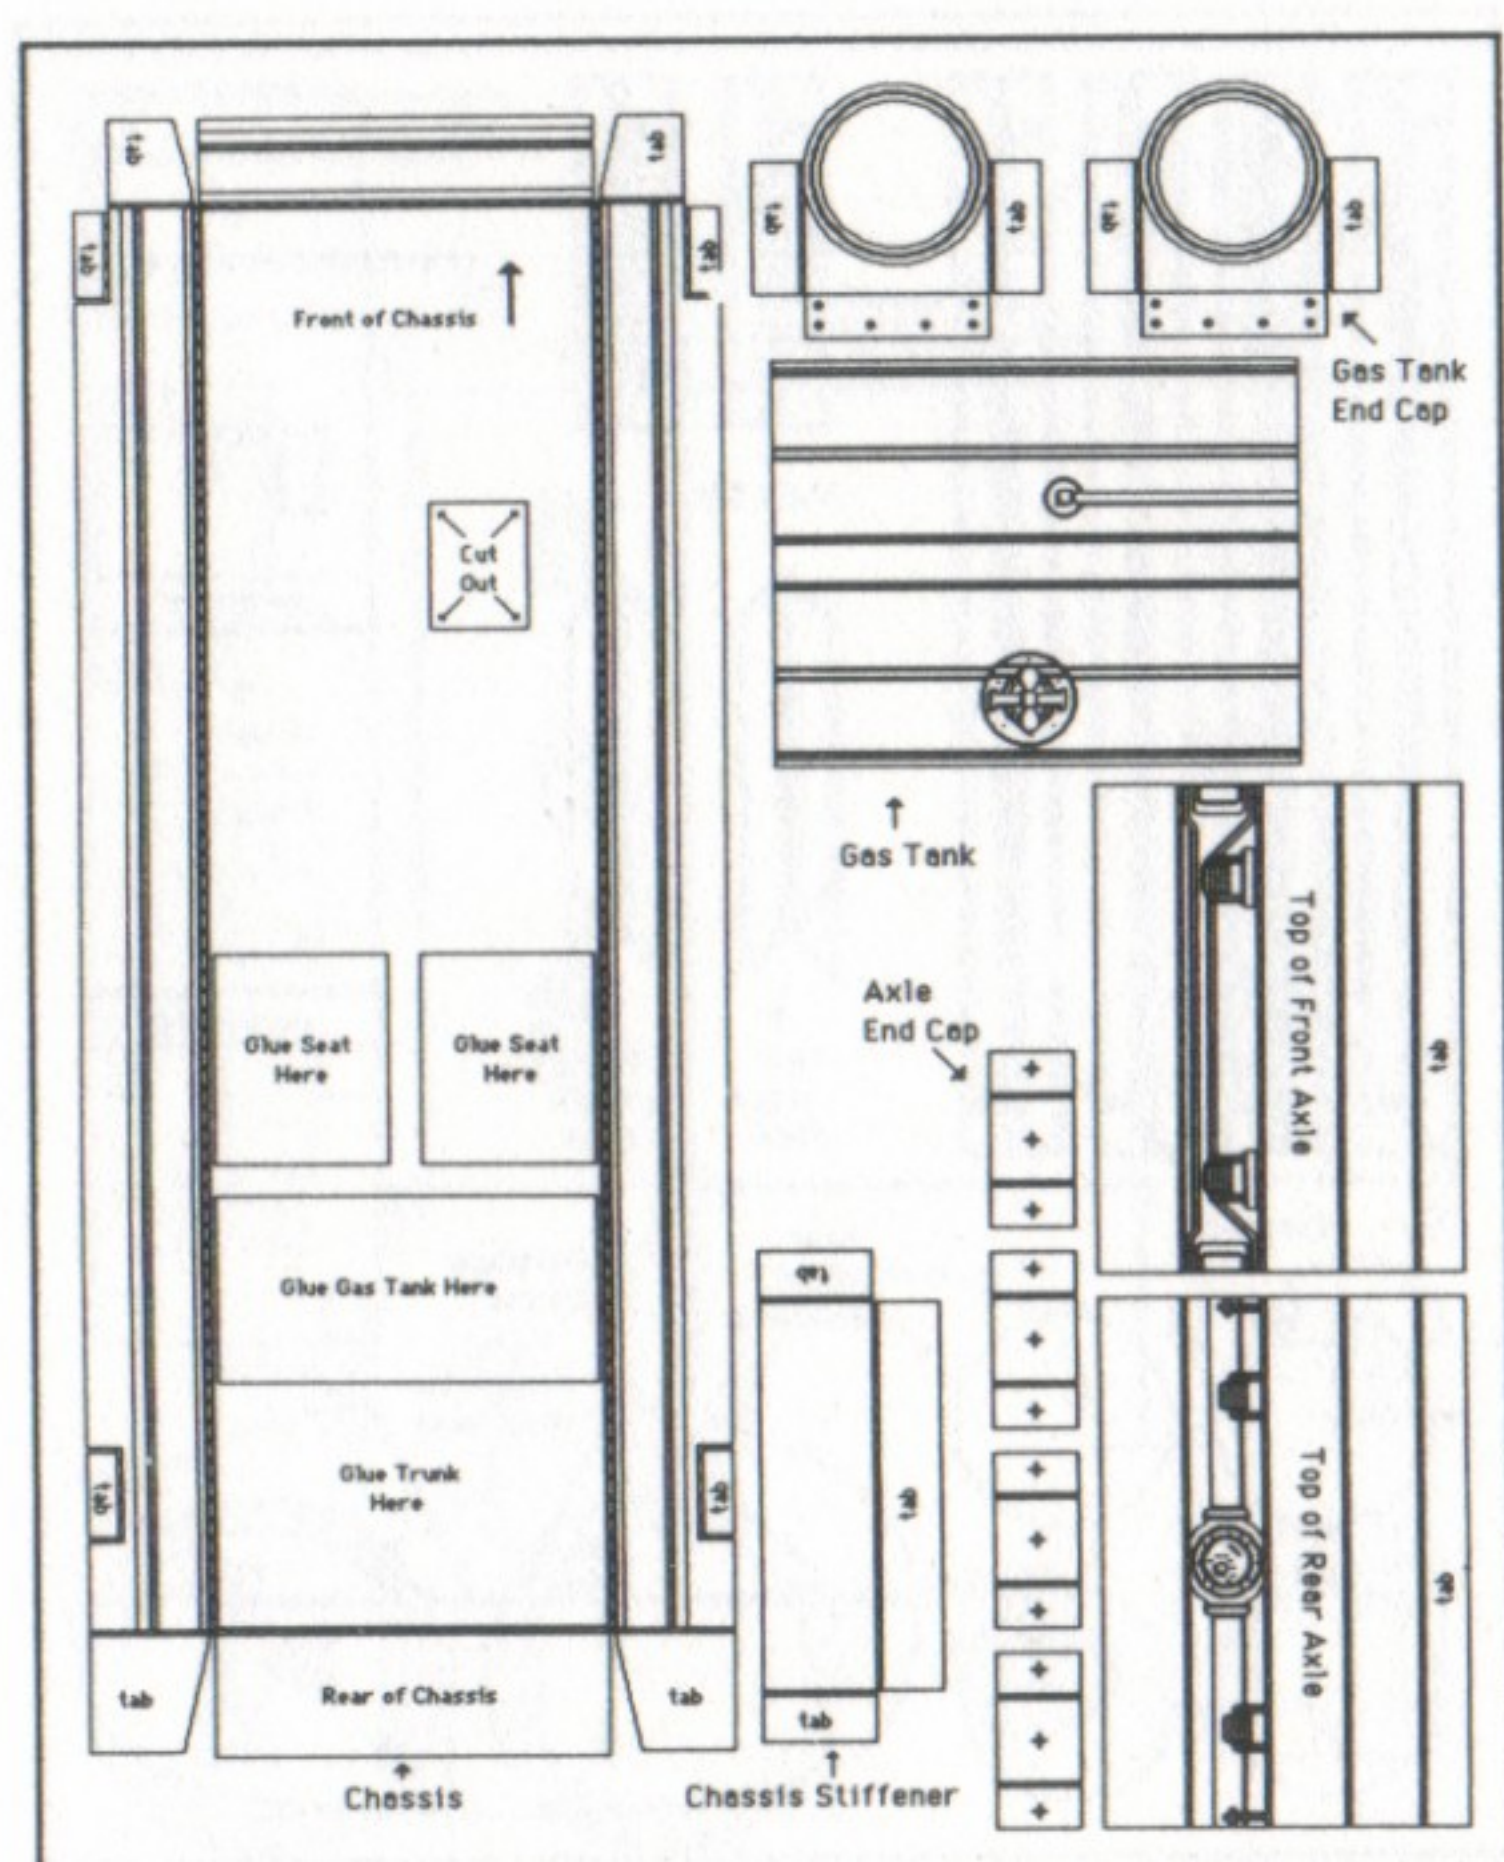 tab
tab
tab
tab
tab
tab
tab
tab
Front of Chassis
Gas Tank
End Cap
Cut
Out
Gas Tank
Top of Front Axle
tab
Axle
End Cap
Glue Seat
Here
Glue Seat
Here
Glue Gas Tank Here
tab
tab
Glue Trunk
Here
tab
tab
Top of Rear Axle
tab
tab
Rear of Chassis
tab
tab
Chassis
Chassis Stiffener